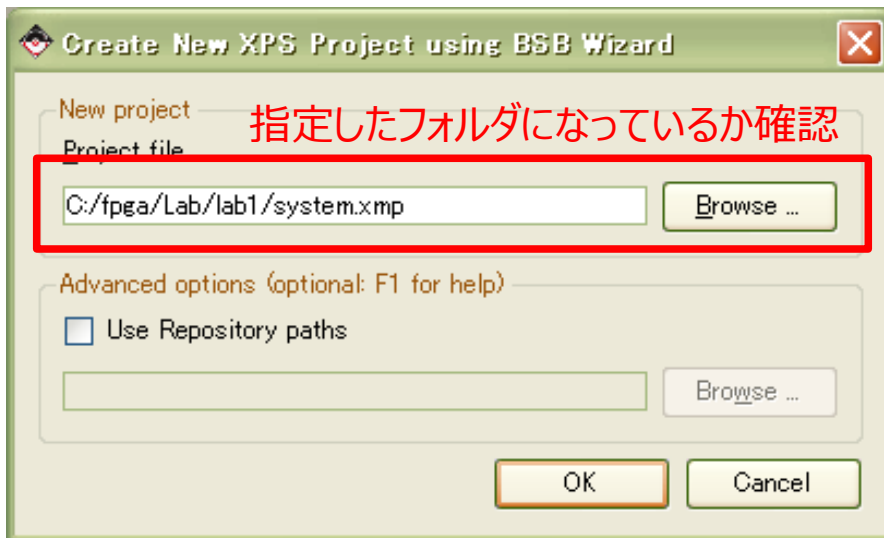 Create New XPS Project using BSB Wizard
New project
指定したフォルダになっているか確認
Project file
C:/fpga/Lab/lab1/system.xmp
Browse ...
Advanced options (optional: F1 for help)
Use Repository paths
Browse ...
OK
Cancel